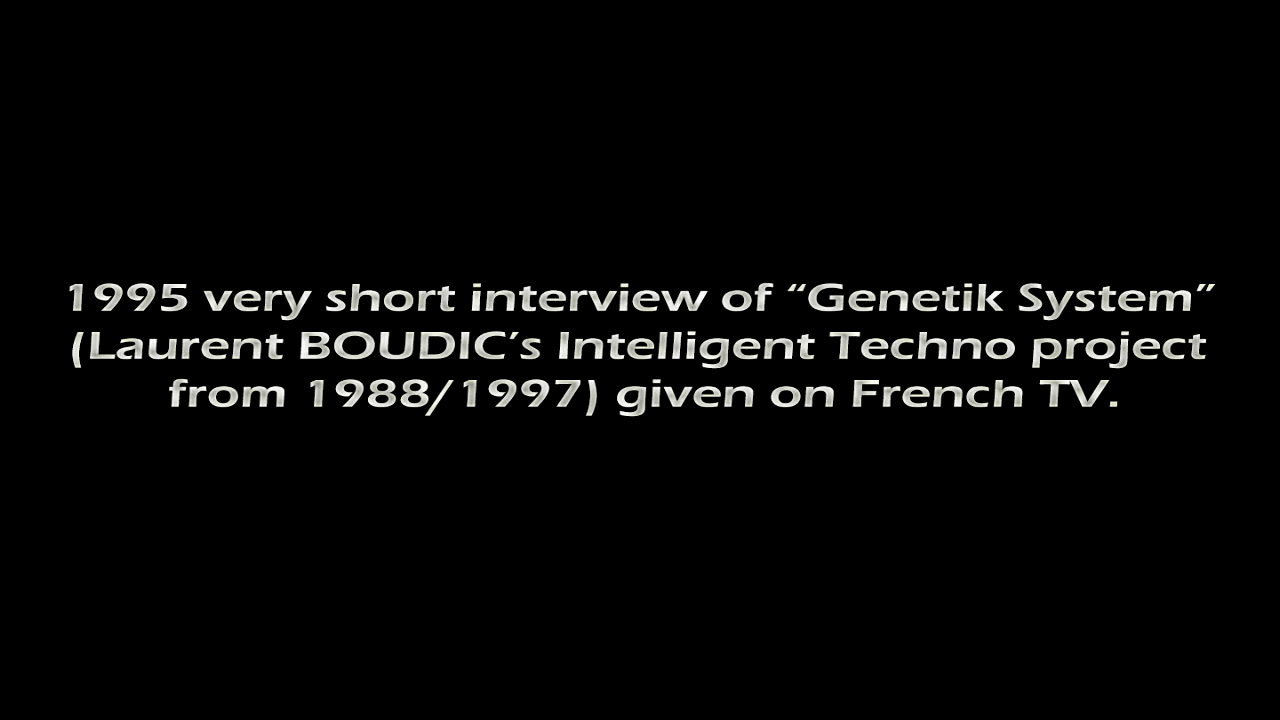 1995 very short interview of “Genetik System”
(Laurent BOUDIC’s Intelligent Techno project
from 1988/1997) given on French TV.